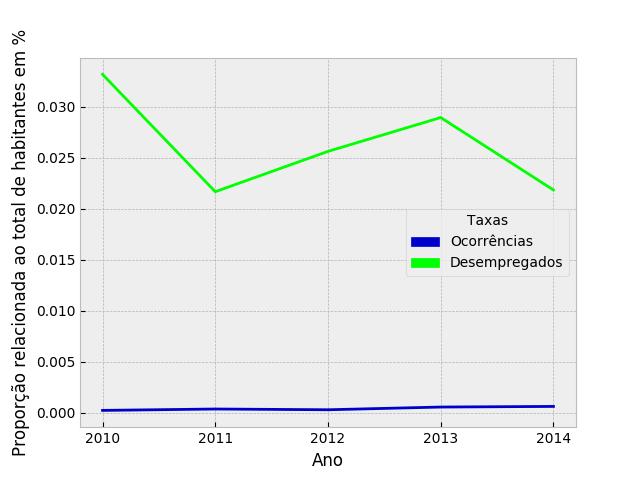 Proporção relacionada ao total de habitantes em %
0.030
0.025
0.020
0.015
0.010
0.005
0.000
Taxas
Ocorrências
Desempregados
2010 2011 2012 2013 2014
Ano